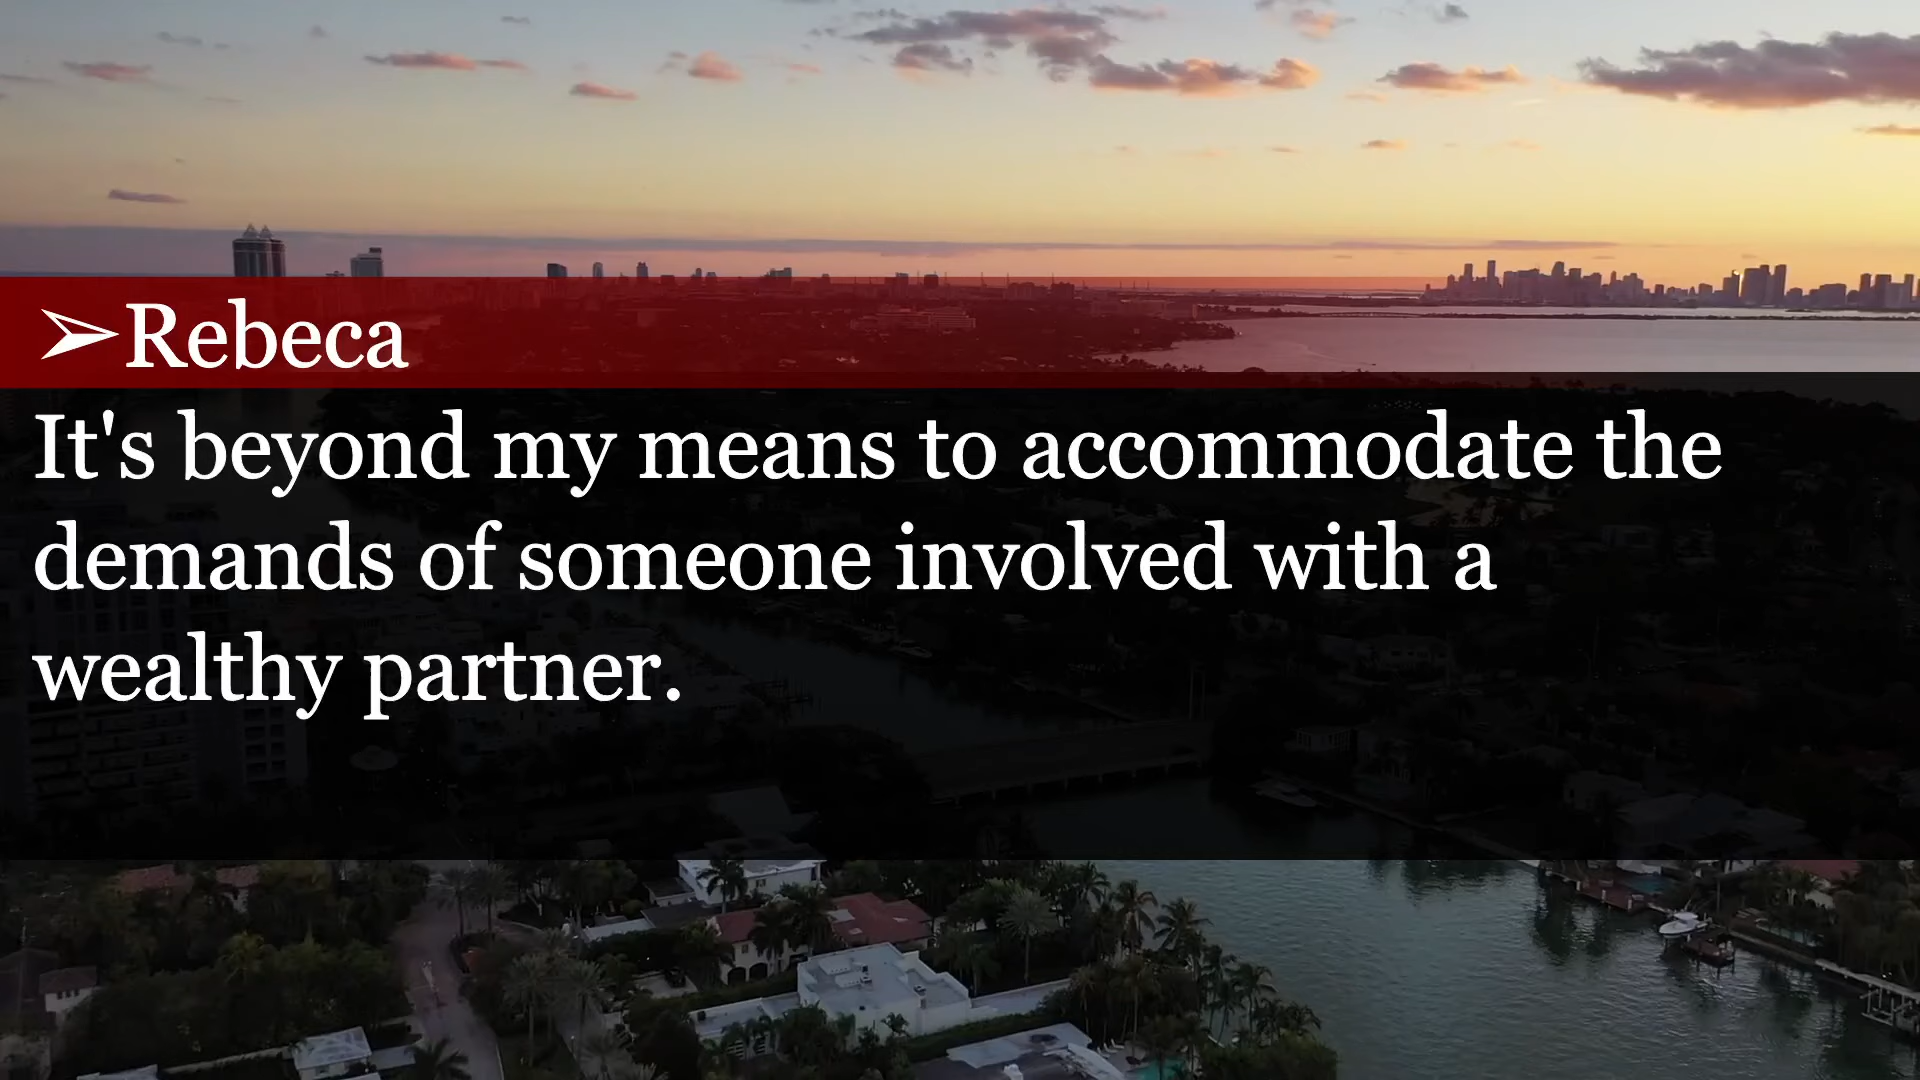 ➢Rebeca
It's beyond my means to accommodate the
demands of someone involved with a
wealthy partner.